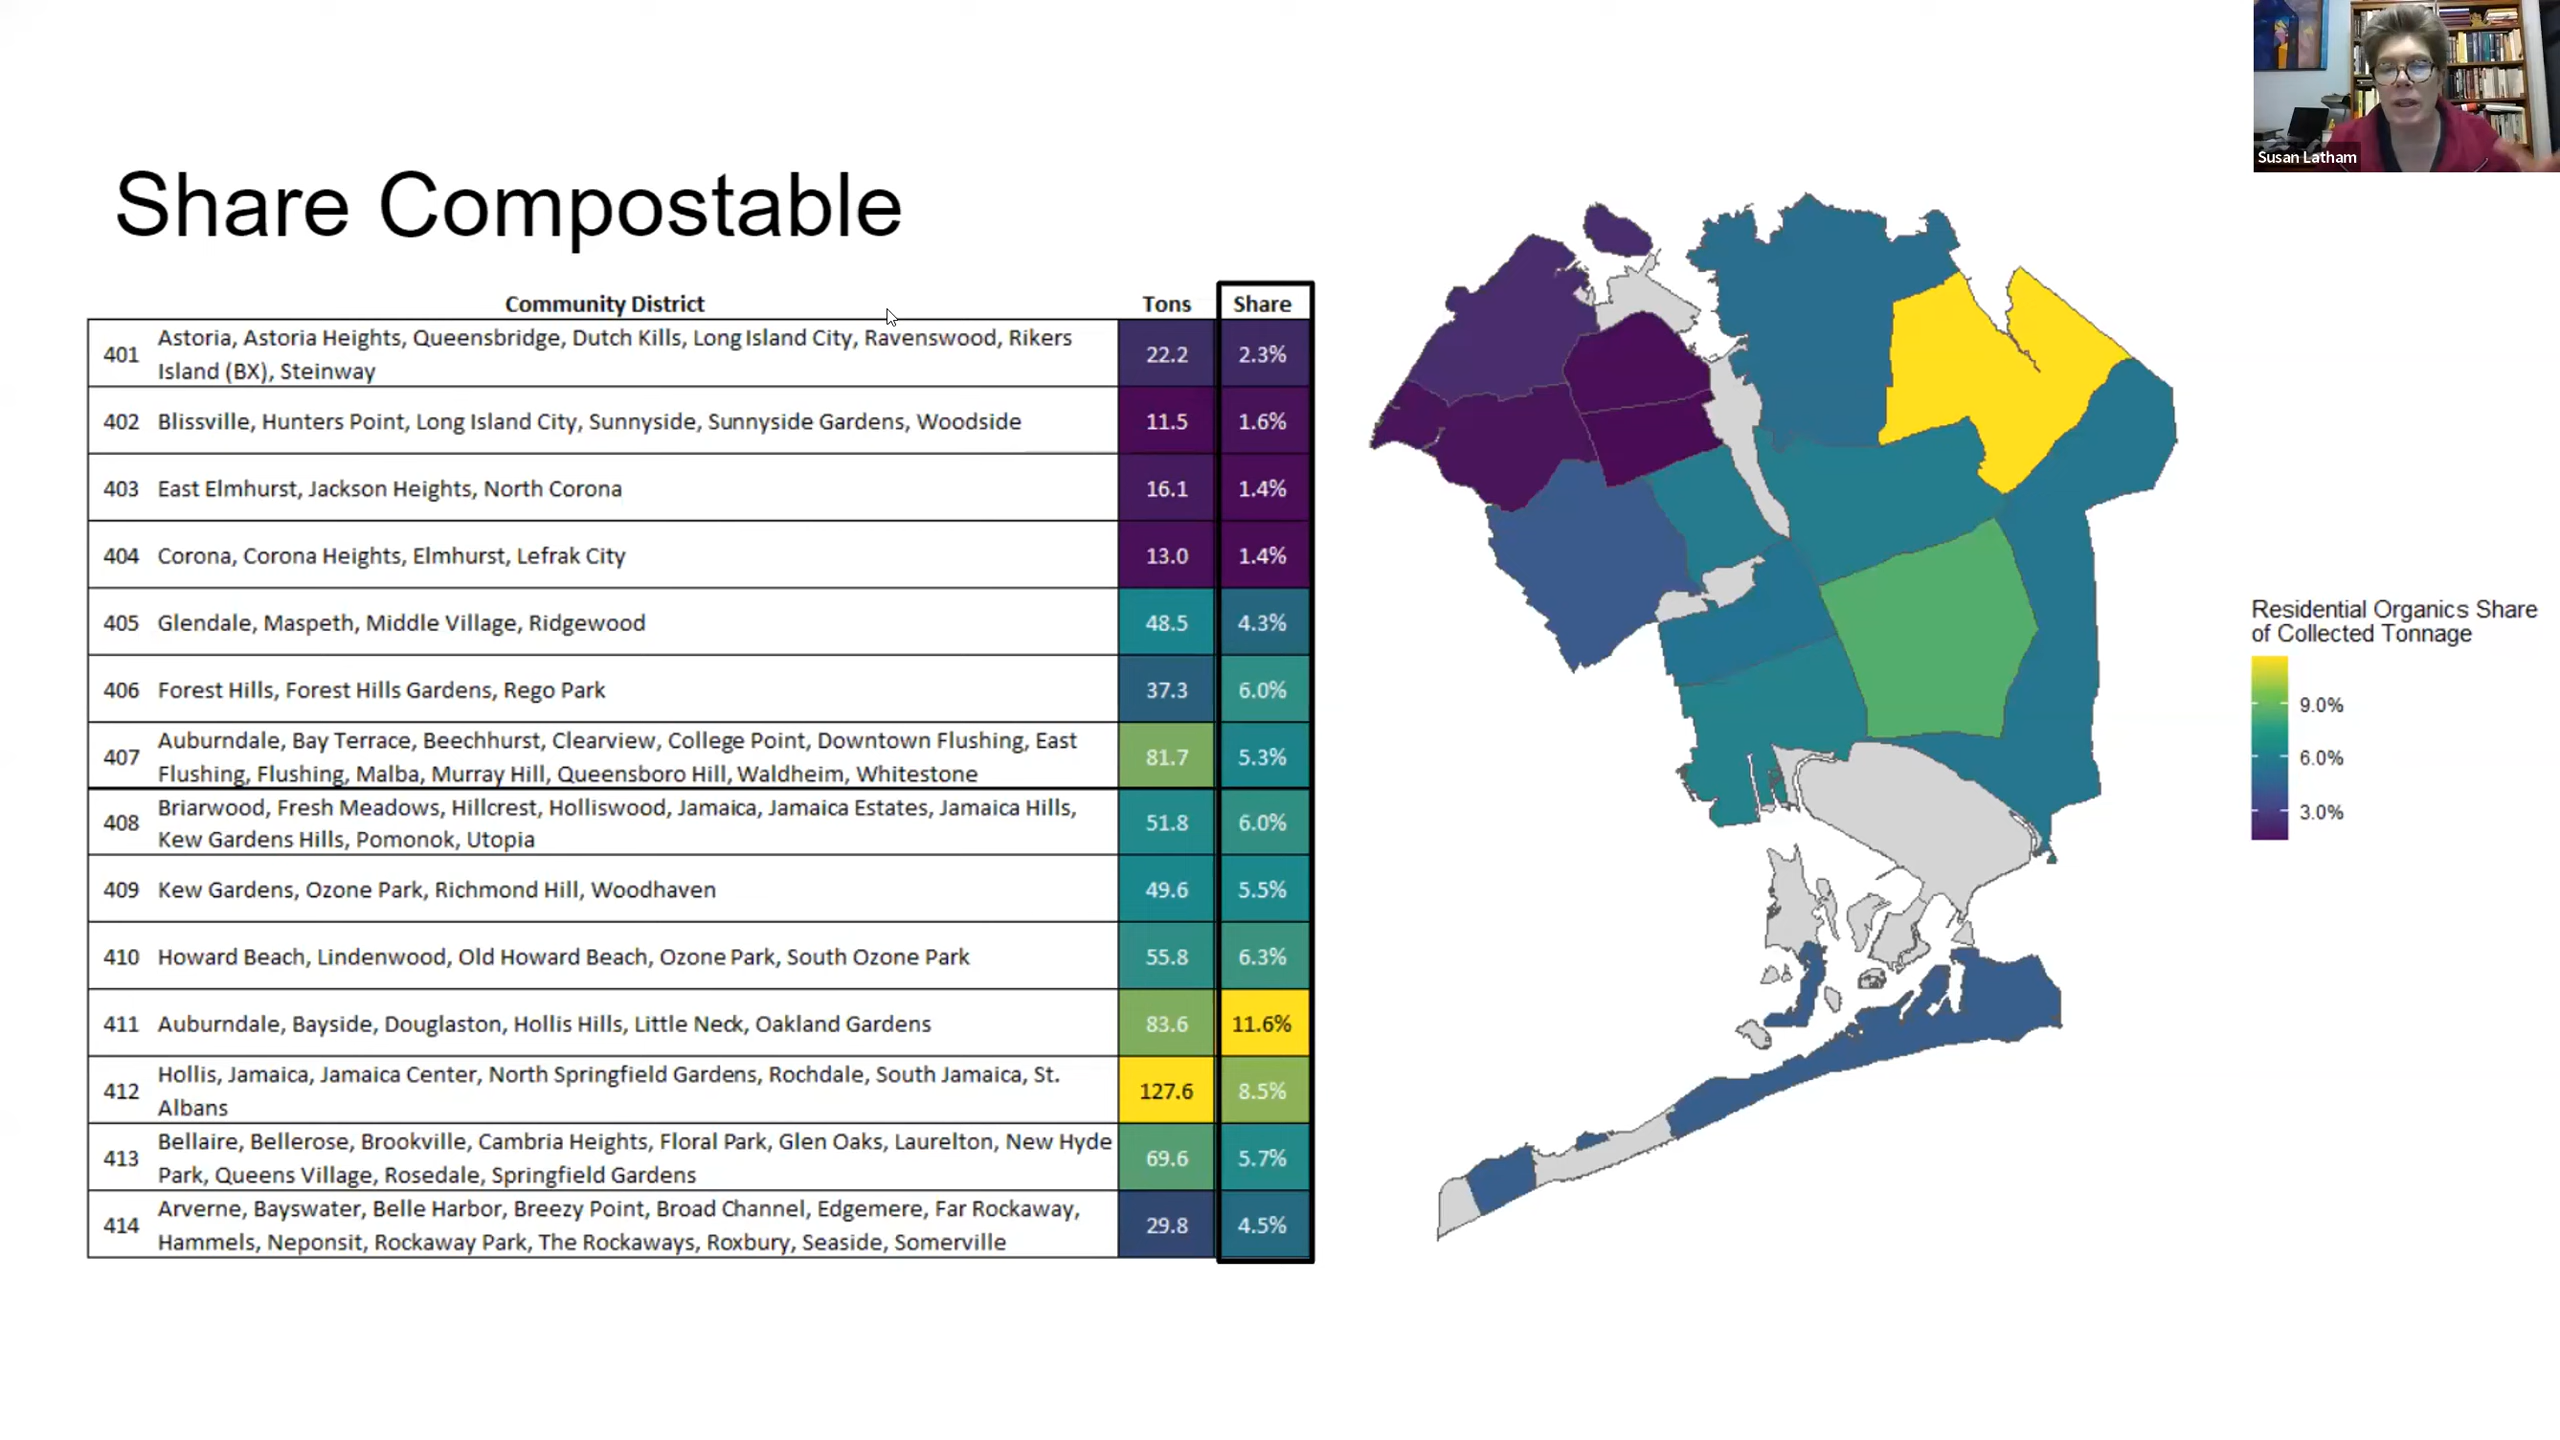 Susan Latham
Share Compostable
Community District Tons Share
401 Astoria, Astoria Heights, Queensbridge, Dutch Kills, Long Island City, Ravenswood, Rikers
Island (BX), Steinway 22.2 2.3%
402 Blissville, Hunters Point, Long Island City, Sunnyside, Sunnyside Gardens, Woodside 11.5 1.6%
403 East Elmhurst, Jackson Heights, North Corona 16.1 1.4%
404 Corona, Corona Heights, Elmhurst, Lefrak City 13.0 1.4%
405 Glendale, Maspeth, Middle Village, Ridgewood 48.5 4.3%
406 Forest Hills, Forest Hills Gardens, Rego Park 37.3 6.0%
407 Auburndale, Bay Terrace, Beechhurst, Clearview, College Point, Downtown Flushing, East
Flushing, Flushing, Malba, Murray Hill, Queensboro Hill, Waldheim, Whitestone 81.7 5.3%
408 Briarwood, Fresh Meadows, Hillcrest, Holliswood, Jamaica, Jamaica Estates, Jamaica Hills,
Kew Gardens Hills, Pomonok, Utopia 51.8 6.0%
409 Kew Gardens, Ozone Park, Richmond Hill, Woodhaven 49.6 5.5%
410 Howard Beach, Lindenwood, Old Howard Beach, Ozone Park, South Ozone Park 55.8 6.3%
411 Auburndale, Bayside, Douglaston, Hollis Hills, Little Neck, Oakland Gardens 83.6 11.6%
412 Hollis, Jamaica, Jamaica Center, North Springfield Gardens, Rochdale, South Jamaica, St.
Albans 127.6 8.5%
413 Bellaire, Bellerose, Brookville, Cambria Heights, Floral Park, Glen Oaks, Laurelton, New Hyde
Park, Queens Village, Rosedale, Springfield Gardens 69.6 5.7%
414 Arverne, Bayswater, Belle Harbor, Breezy Point, Broad Channel, Edgemere, Far Rockaway,
Hammels, Neponsit, Rockaway Park, The Rockaways, Roxbury, Seaside, Somerville 29.8 4.5%
Residential Organics Share
of Collected Tonnage
9.0%
6.0%
3.0%